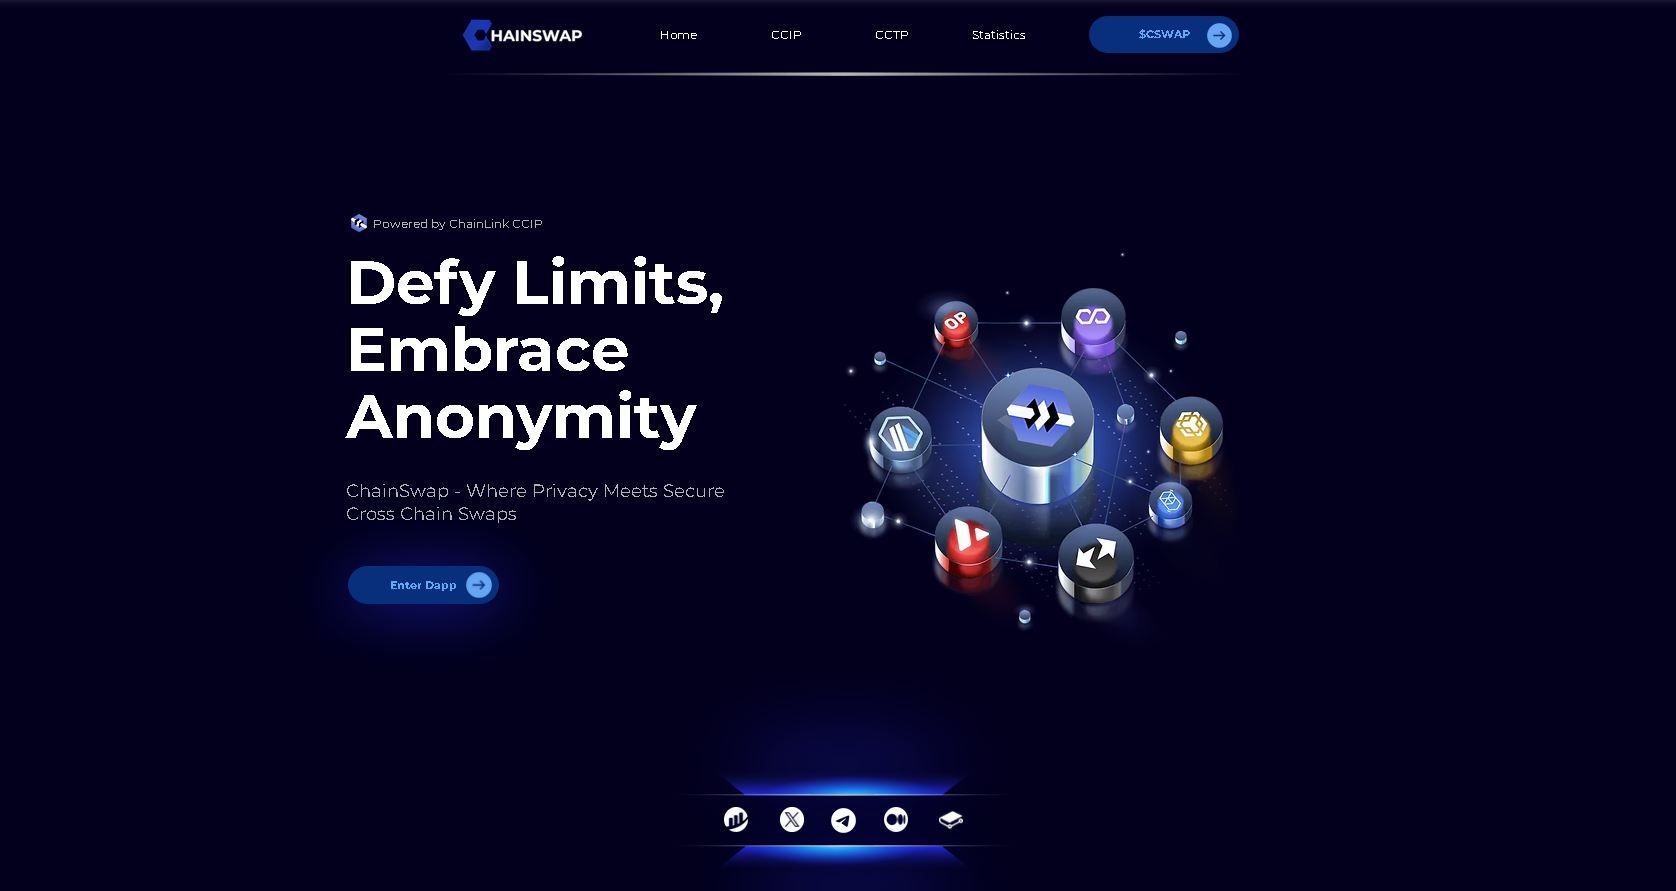 HAINSWAP
Home
CCIP
CCTP
Statistics
$CSWAP
Powered by ChainLink CCIP
Defy Limits,
Embrace
Anonymity
ChainSwap - Where Privacy Meets Secure
Cross Chain Swaps
Enter Dapp
OP